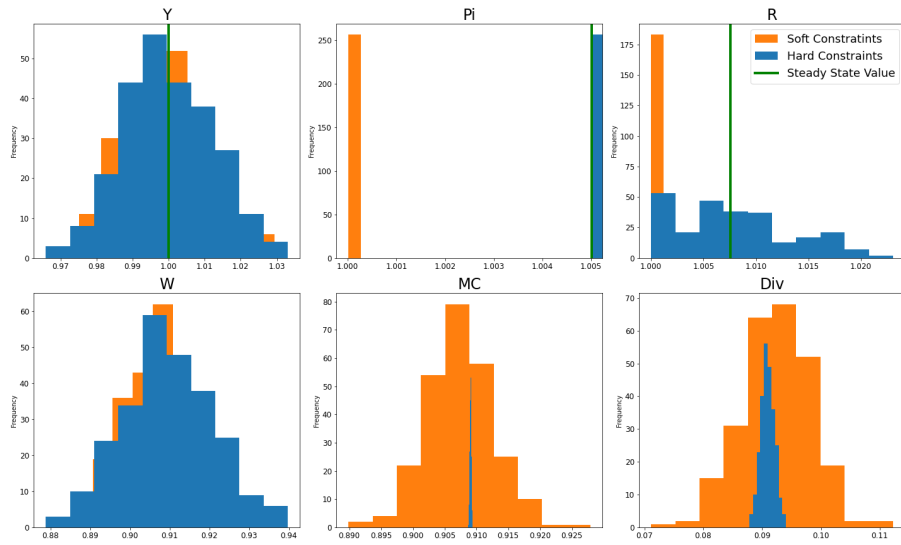 Y
Pi
R
Frequency
60
50
40
30
20
10
0
0.97 0.98 0.99 1.00 1.01 1.02 1.03
Frequency
250
200
150
100
50
0
1.000 1.001 1.002 1.003 1.004 1.005
Frequency
175
150
125
100
75
50
25
0
1.000 1.005 1.010 1.015 1.020
Soft Constratints
Hard Constraints
Steady State Value
W
MC
Div
Frequency
60
50
40
30
20
10
0
0.88 0.89 0.90 0.91 0.92 0.93 0.94
Frequency
80
70
60
50
40
30
20
10
0
0.890 0.895 0.900 0.905 0.910 0.915 0.920 0.925
Frequency
70
60
50
40
30
20
10
0
0.07 0.08 0.09 0.10 0.11